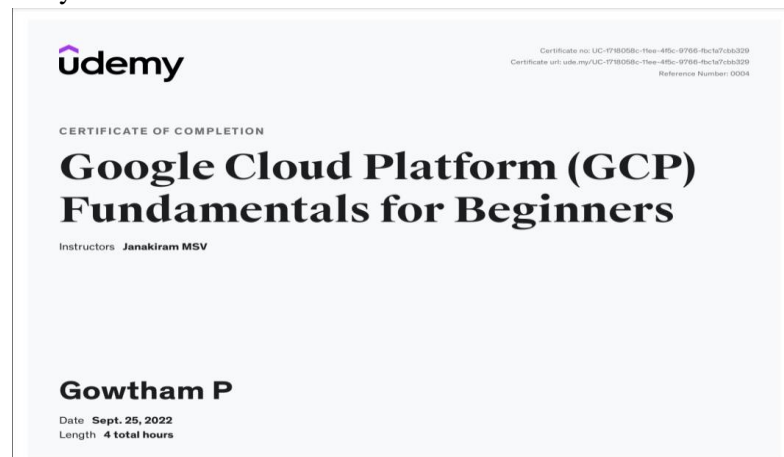 udemy
Certificate no: UC-1718058c-11ee-4f5c-9766-fbc1a7cbb329
Certificate url: ude.my/UC-1718058c-11ee-4f5c-9766-fbc1a7cbb329
Reference Number: 0004
CERTIFICATE OF COMPLETION
Google Cloud Platform (GCP)
Fundamentals for Beginners
Instructors Janakiram MSV
Gowtham P
Date Sept. 25, 2022
Length 4 total hours